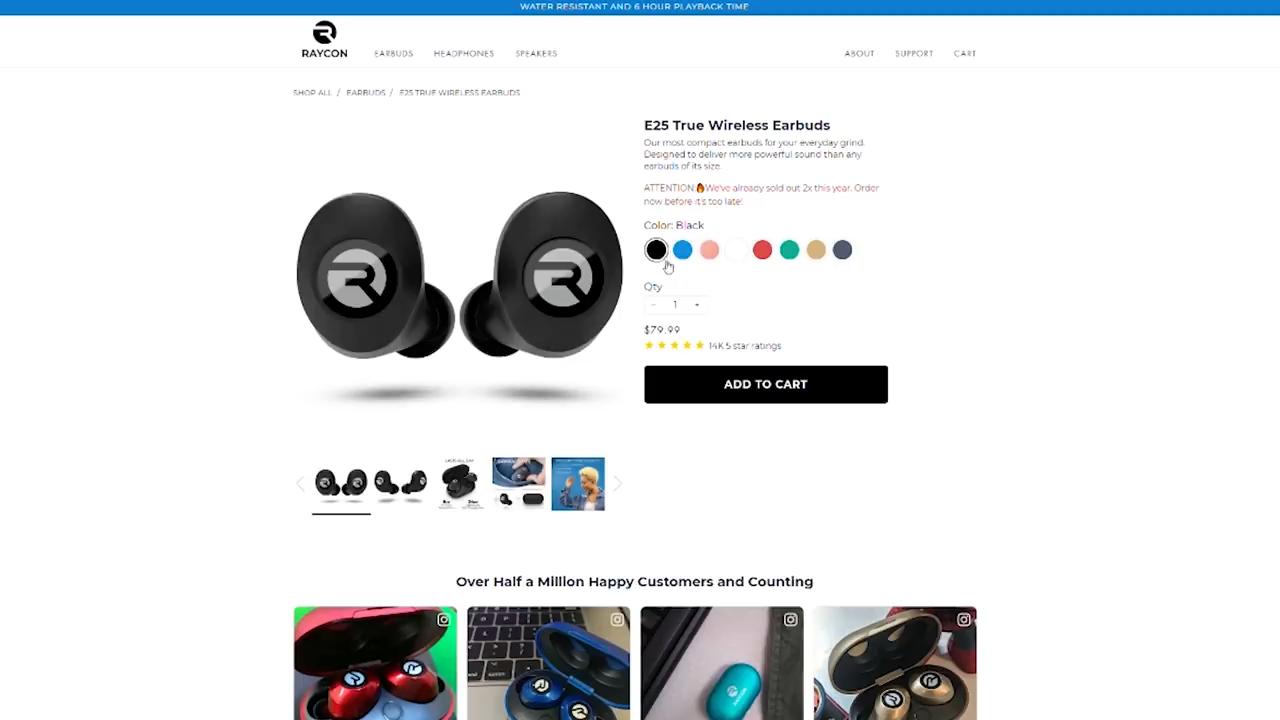 WATER RESISTANT AND 6 HOUR PLAYBACK TIME
RAYCON
EARBUDS
HEADPHONES
SPEAKERS
ABOUT
SUPPORT
CART
SHOP ALL / EARBUDS / E25 TRUE WIRELESS EARBUDS
E25 True Wireless Earbuds
Our most compact earbuds for your everyday grind.
Designed to deliver more powerful sound than any
earbuds of its size.
ATTENTION:🔥We've already sold out 2x this year. Order
now before it's too late!
Color: Black
Qty
− 1 +
$79.99
14K 5 star ratings
ADD TO CART
Over Half a Million Happy Customers and Counting